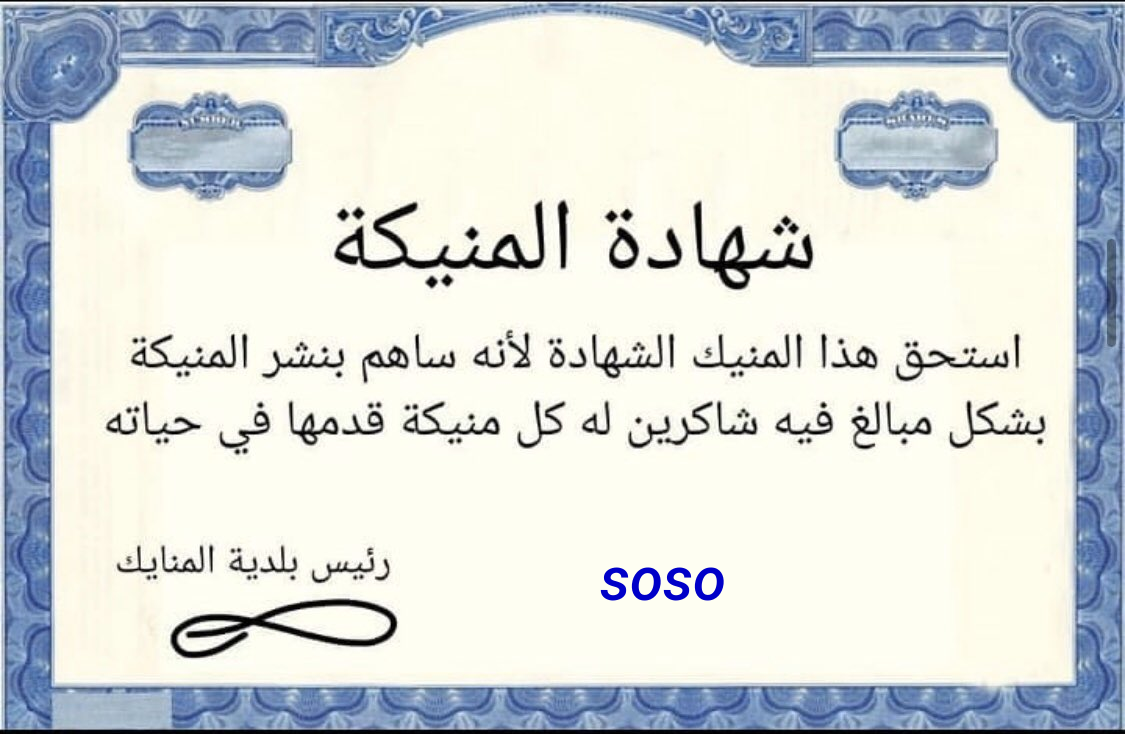 NUMBER
SHARES
شهادة المنيكة
استحق هذا المنيك الشهادة لأنه ساهم بنشر المنيكة
بشكل مبالغ فيه شاكرين له كل منيكة قدمها في حياته
رئيس بلدية المنايك
soso